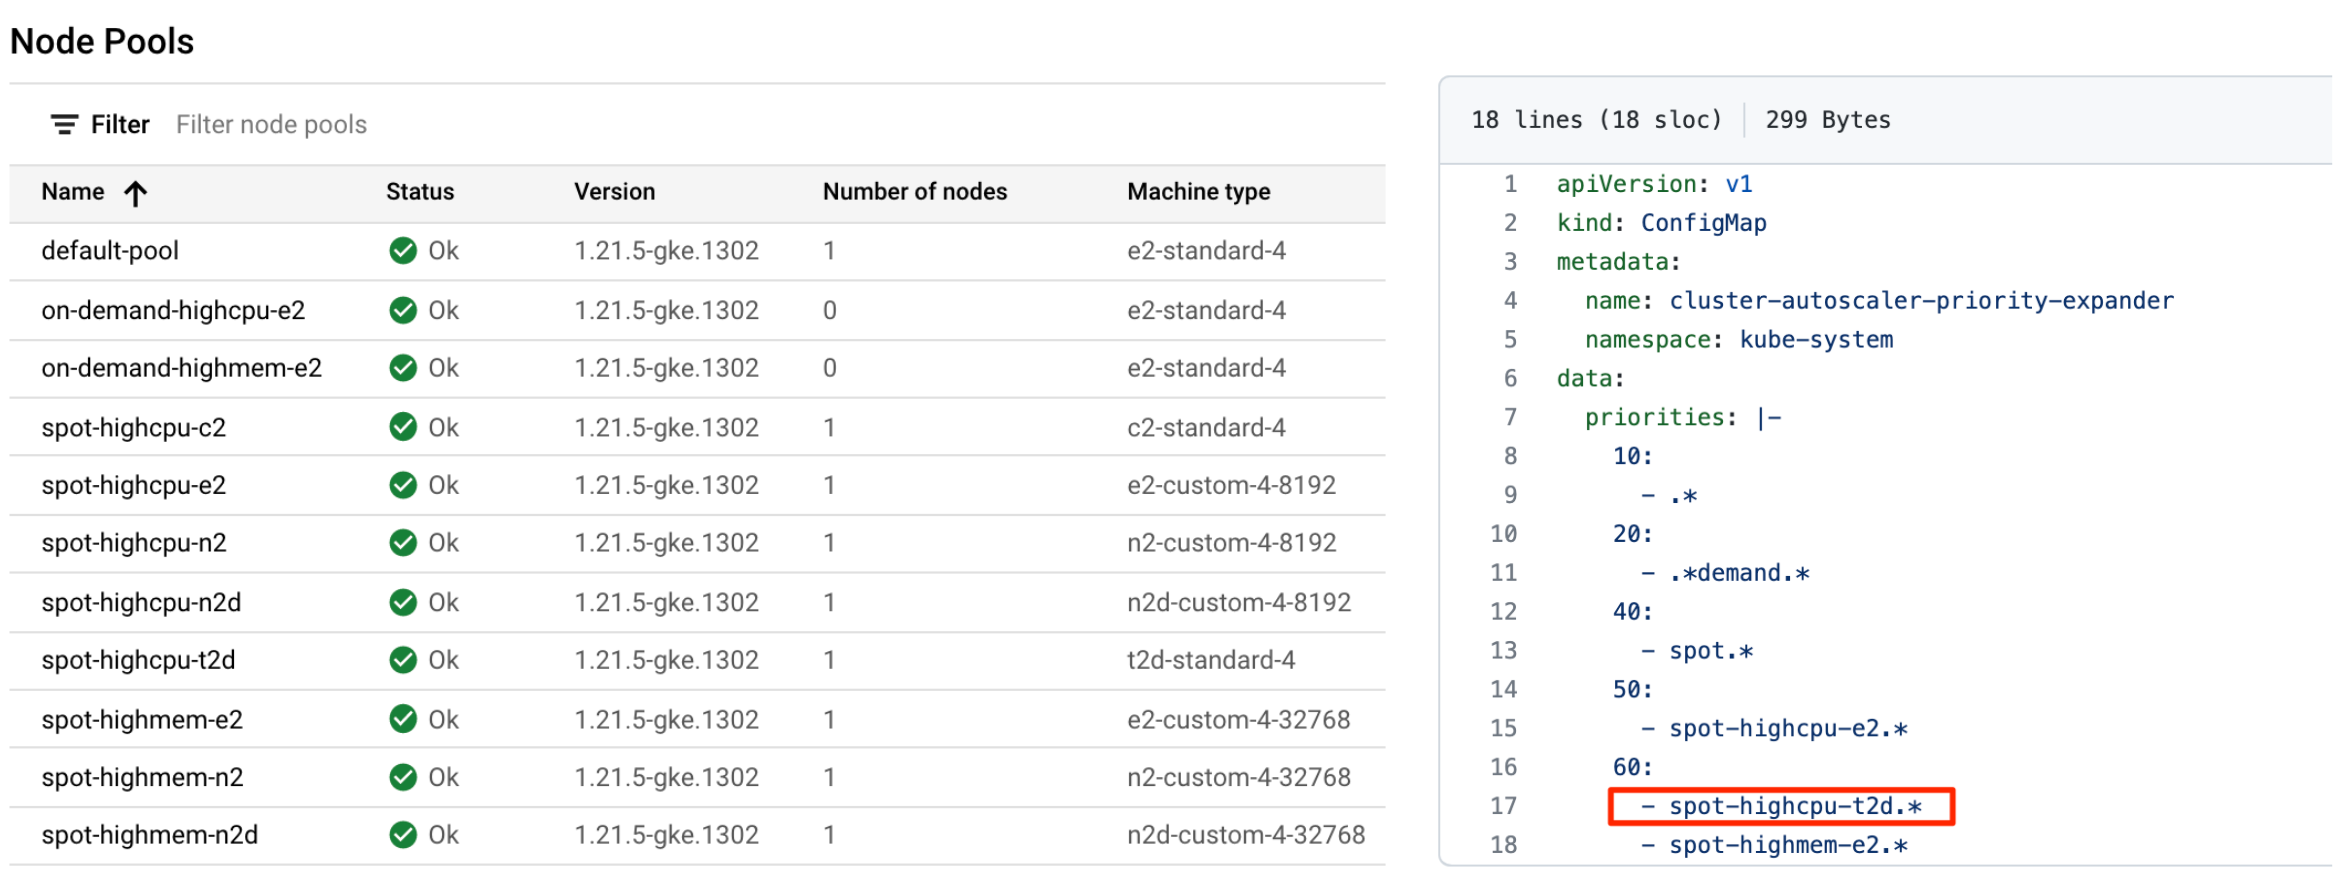 Node Pools
Filter Filter node pools
Name Status Version Number of nodes Machine type
default-pool Ok 1.21.5-gke.1302 1 e2-standard-4
on-demand-highcpu-e2 Ok 1.21.5-gke.1302 0 e2-standard-4
on-demand-highmem-e2 Ok 1.21.5-gke.1302 0 e2-standard-4
spot-highcpu-c2 Ok 1.21.5-gke.1302 1 c2-standard-4
spot-highcpu-e2 Ok 1.21.5-gke.1302 1 e2-custom-4-8192
spot-highcpu-n2 Ok 1.21.5-gke.1302 1 n2-custom-4-8192
spot-highcpu-n2d Ok 1.21.5-gke.1302 1 n2d-custom-4-8192
spot-highcpu-t2d Ok 1.21.5-gke.1302 1 t2d-standard-4
spot-highmem-e2 Ok 1.21.5-gke.1302 1 e2-custom-4-32768
spot-highmem-n2 Ok 1.21.5-gke.1302 1 n2-custom-4-32768
spot-highmem-n2d Ok 1.21.5-gke.1302 1 n2d-custom-4-32768
18 lines (18 sloc) 299 Bytes
1 apiVersion: v1
2 kind: ConfigMap
3 metadata:
4 name: cluster-autoscaler-priority-expander
5 namespace: kube-system
6 data:
7 priorities: |-
8 10:
9 - .*
10 20:
11 - .*demand.*
12 40:
13 - spot.*
14 50:
15 - spot-highcpu-e2.*
16 60:
17 - spot-highcpu-t2d.*
18 - spot-highmem-e2.*